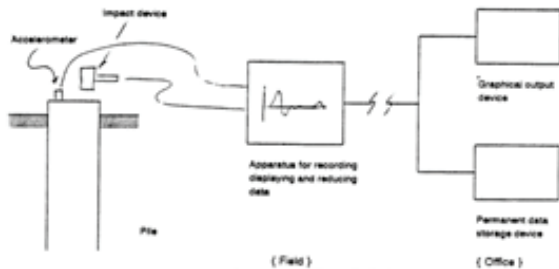 Impact device
Accelerometer
Graphical output
device
Apparatus for recording
displaying and reducing
data
Permanent data
storage device
Pile
{ Field }
{ Office }